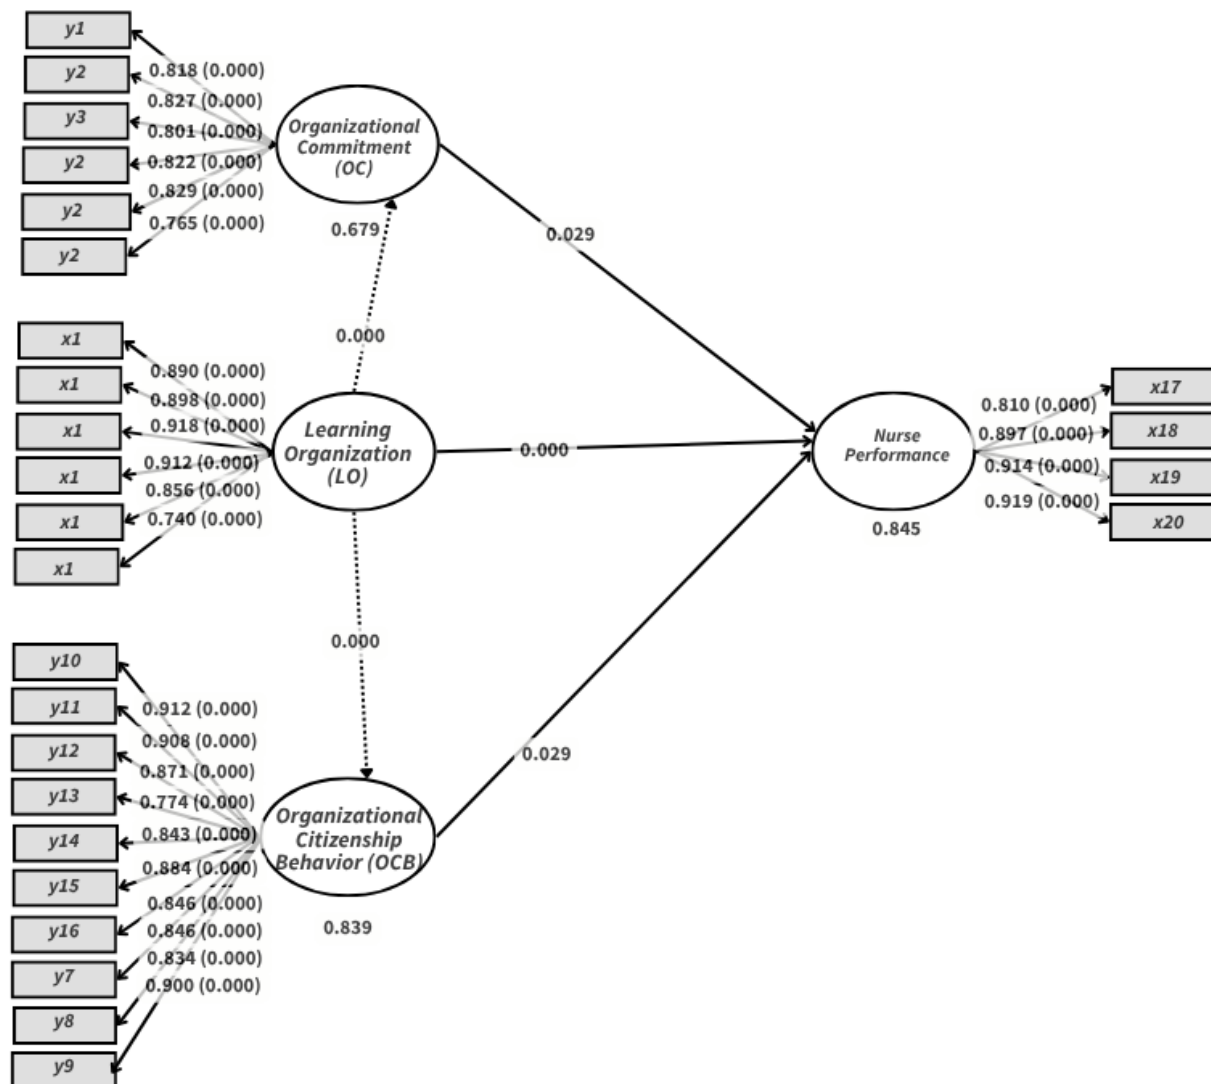 y1
y2
y3
y2
y2
y2
0.818 (0.000)
0.827 (0.000)
0.801 (0.000)
0.822 (0.000)
0.829 (0.000)
0.765 (0.000)
Organizational
Commitment
(OC)
0.679
0.029
0.000
x1
x1
x1
x1
x1
x1
0.890 (0.000)
0.898 (0.000)
0.918 (0.000)
0.912 (0.000)
0.856 (0.000)
0.740 (0.000)
Learning
Organization
(LO)
0.000
Nurse
Performance
0.845
0.810 (0.000)
0.897 (0.000)
0.914 (0.000)
0.919 (0.000)
x17
x18
x19
x20
0.000
0.029
y10
y11
y12
y13
y14
y15
y16
y7
y8
y9
0.912 (0.000)
0.908 (0.000)
0.871 (0.000)
0.774 (0.000)
0.843 (0.000)
0.884 (0.000)
0.846 (0.000)
0.846 (0.000)
0.834 (0.000)
0.900 (0.000)
Organizational
Citizenship
Behavior (OCB)
0.839